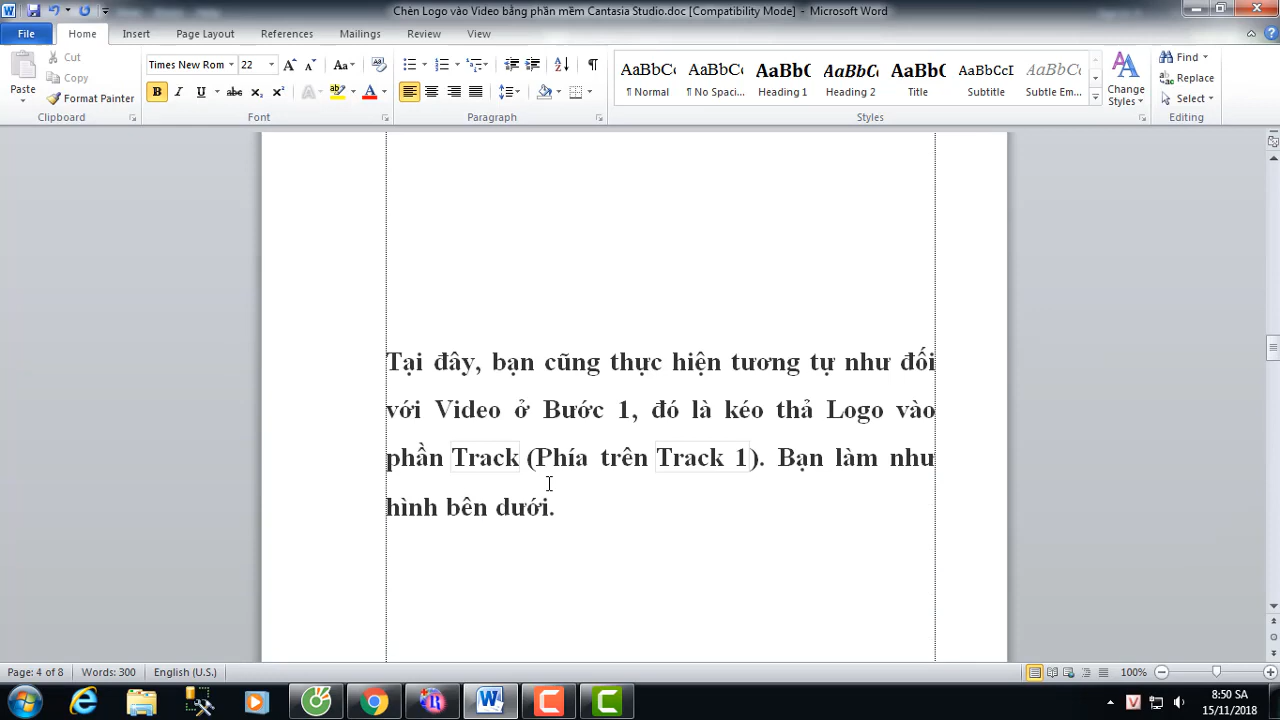 Chèn Logo vào Video bằng phần mềm Cantasia Studio.doc [Compatibility Mode] - Microsoft Word
File Home Insert Page Layout References Mailings Review View
Cut
Copy
Paste
Format Painter
Clipboard
Times New Rom 22
Font
Paragraph
AaBbCc AaBbCc AaBbC AaBbCc AaBbC AaBbCcI AaBbCc
¶ Normal ¶ No Spaci... Heading 1 Heading 2 Title Subtitle Subtle Em...
Styles
Change Styles
Find
Replace
Select
Editing
Tại đây, bạn cũng thực hiện tương tự như đối
với Video ở Bước 1, đó là kéo thả Logo vào
phần Track (Phía trên Track 1). Bạn làm như
hình bên dưới.
Page: 4 of 8 Words: 300 English (U.S.) 100%
8:50 SA
15/11/2018